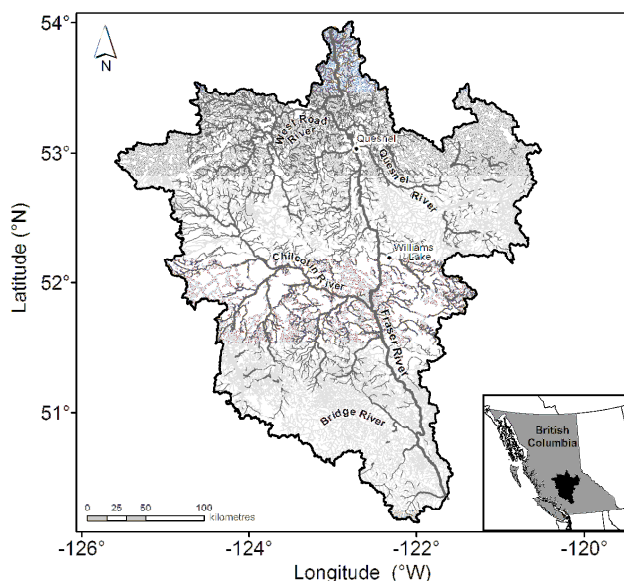 54°
N
West Road
River
Quesnel
53°
Quesnel
River
Latitude (°N)
Williams
Lake
Chilcotin River
52°
Fraser River
51°
Bridge River
British
Columbia
0 25 50 100
kilometres
-126° -124° -122° -120°
Longitude (°W)